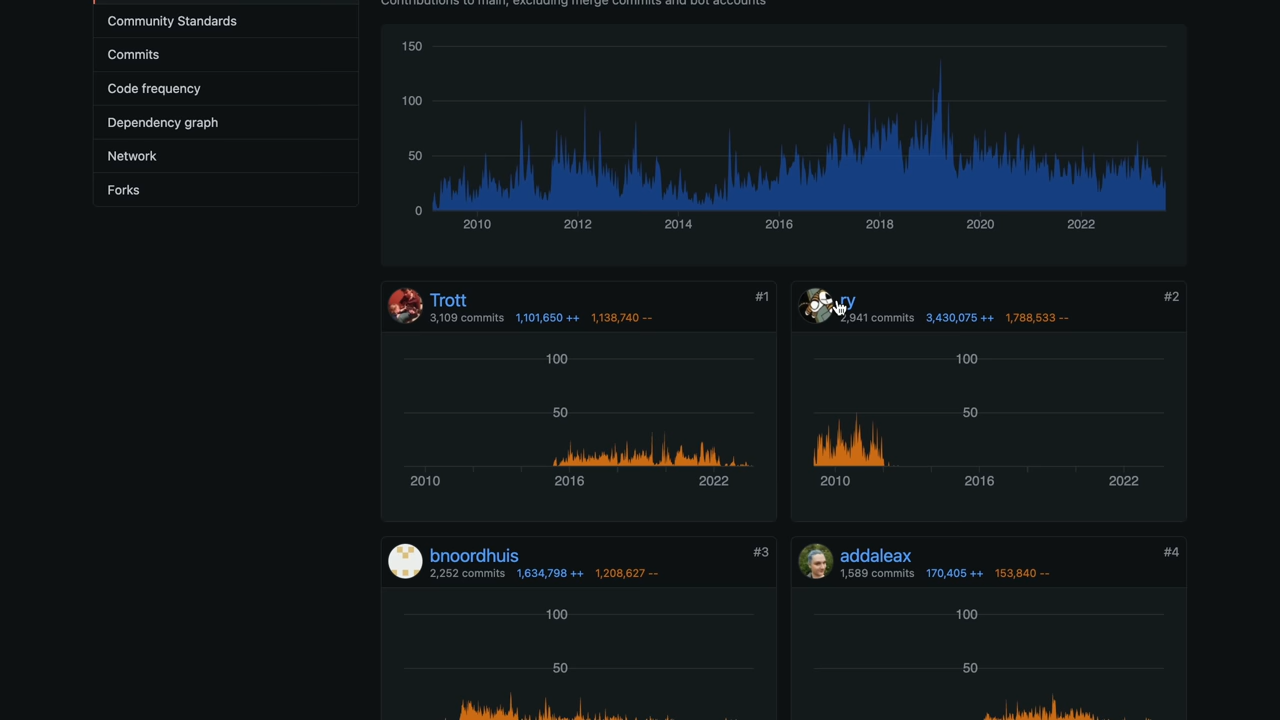 Contributions to main, excluding merge commits and bot accounts
Community Standards
Commits
Code frequency
Dependency graph
Network
Forks
150
100
50
0
2010 2012 2014 2016 2018 2020 2022
Trott #1
3,109 commits 1,101,650 ++ 1,138,740 --
100
50
2010 2016 2022
ry #2
2,941 commits 3,430,075 ++ 1,788,533 --
100
50
2010 2016 2022
bnoordhuis #3
2,252 commits 1,634,798 ++ 1,208,627 --
100
50
addaleax #4
1,589 commits 170,405 ++ 153,840 --
100
50